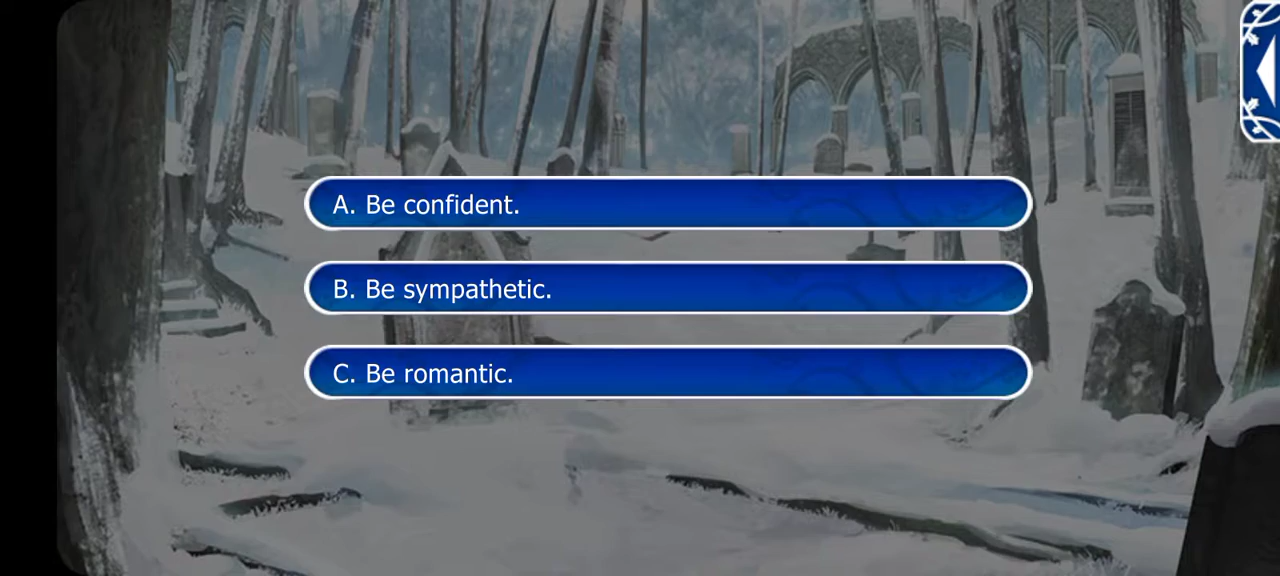 A. Be confident.
B. Be sympathetic.
C. Be romantic.